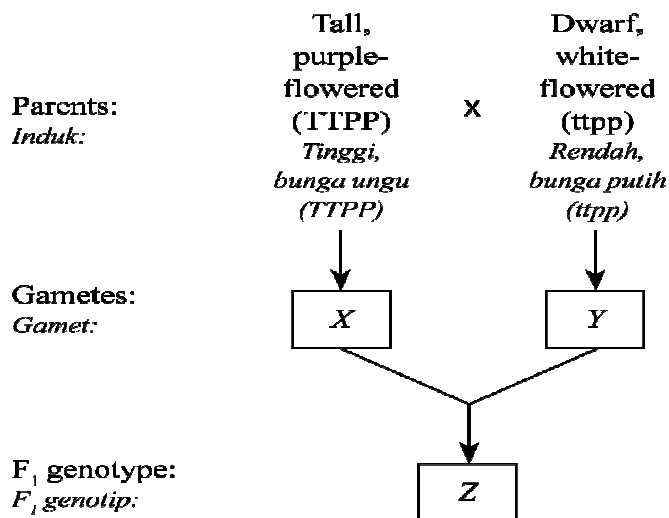 Tall,
purple-
flowered
(TTPP)
Tinggi,
bunga ungu
(TTPP)
x
Dwarf,
white-
flowered
(ttpp)
Rendah,
bunga putih
(ttpp)
Parents:
Induk:
Gametes:
Gamet:
X
Y
F₁ genotype:
F₁ genotip:
Z